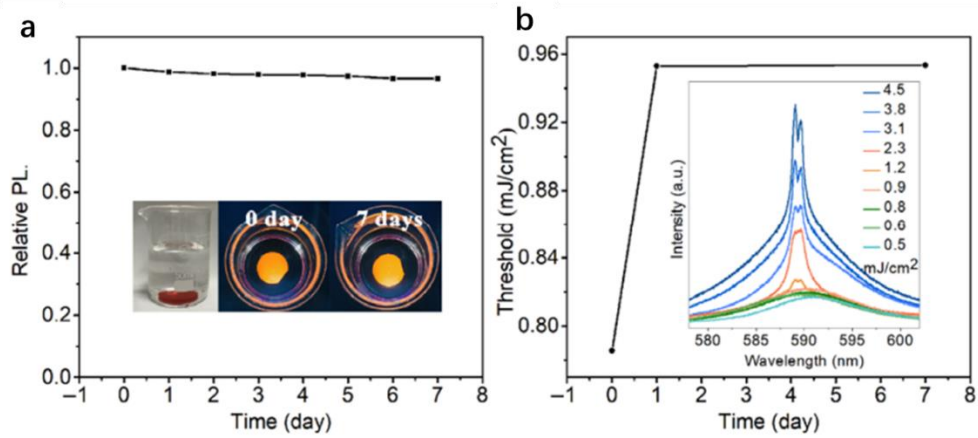 a
Relative PL.
1.0
0.8
0.6
0.4
0.2
0.0
0 day
7 days
−1 0 1 2 3 4 5 6 7 8
Time (day)
b
Threshold (mJ/cm²)
0.96
0.92
0.88
0.84
0.80
Intensity (a.u.)
4.5
3.8
3.1
2.3
1.2
0.9
0.8
0.6
0.5
mJ/cm²
580 585 590 595 600
Wavelength (nm)
−1 0 1 2 3 4 5 6 7 8
Time (day)